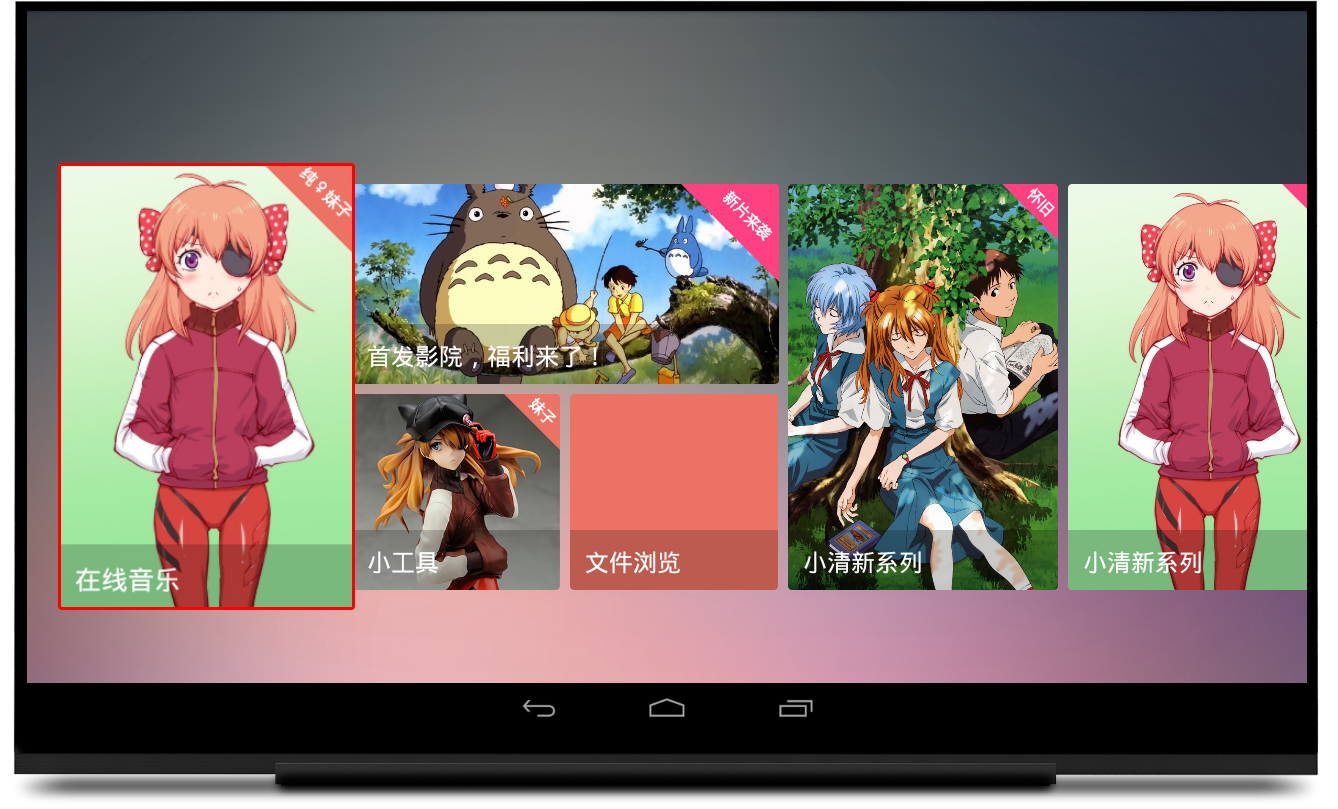 纯♀妹子
在线音乐
新片来袭
首发影院，福利来了！
妹子
小工具
文件浏览
怀旧
小清新系列
小清新系列